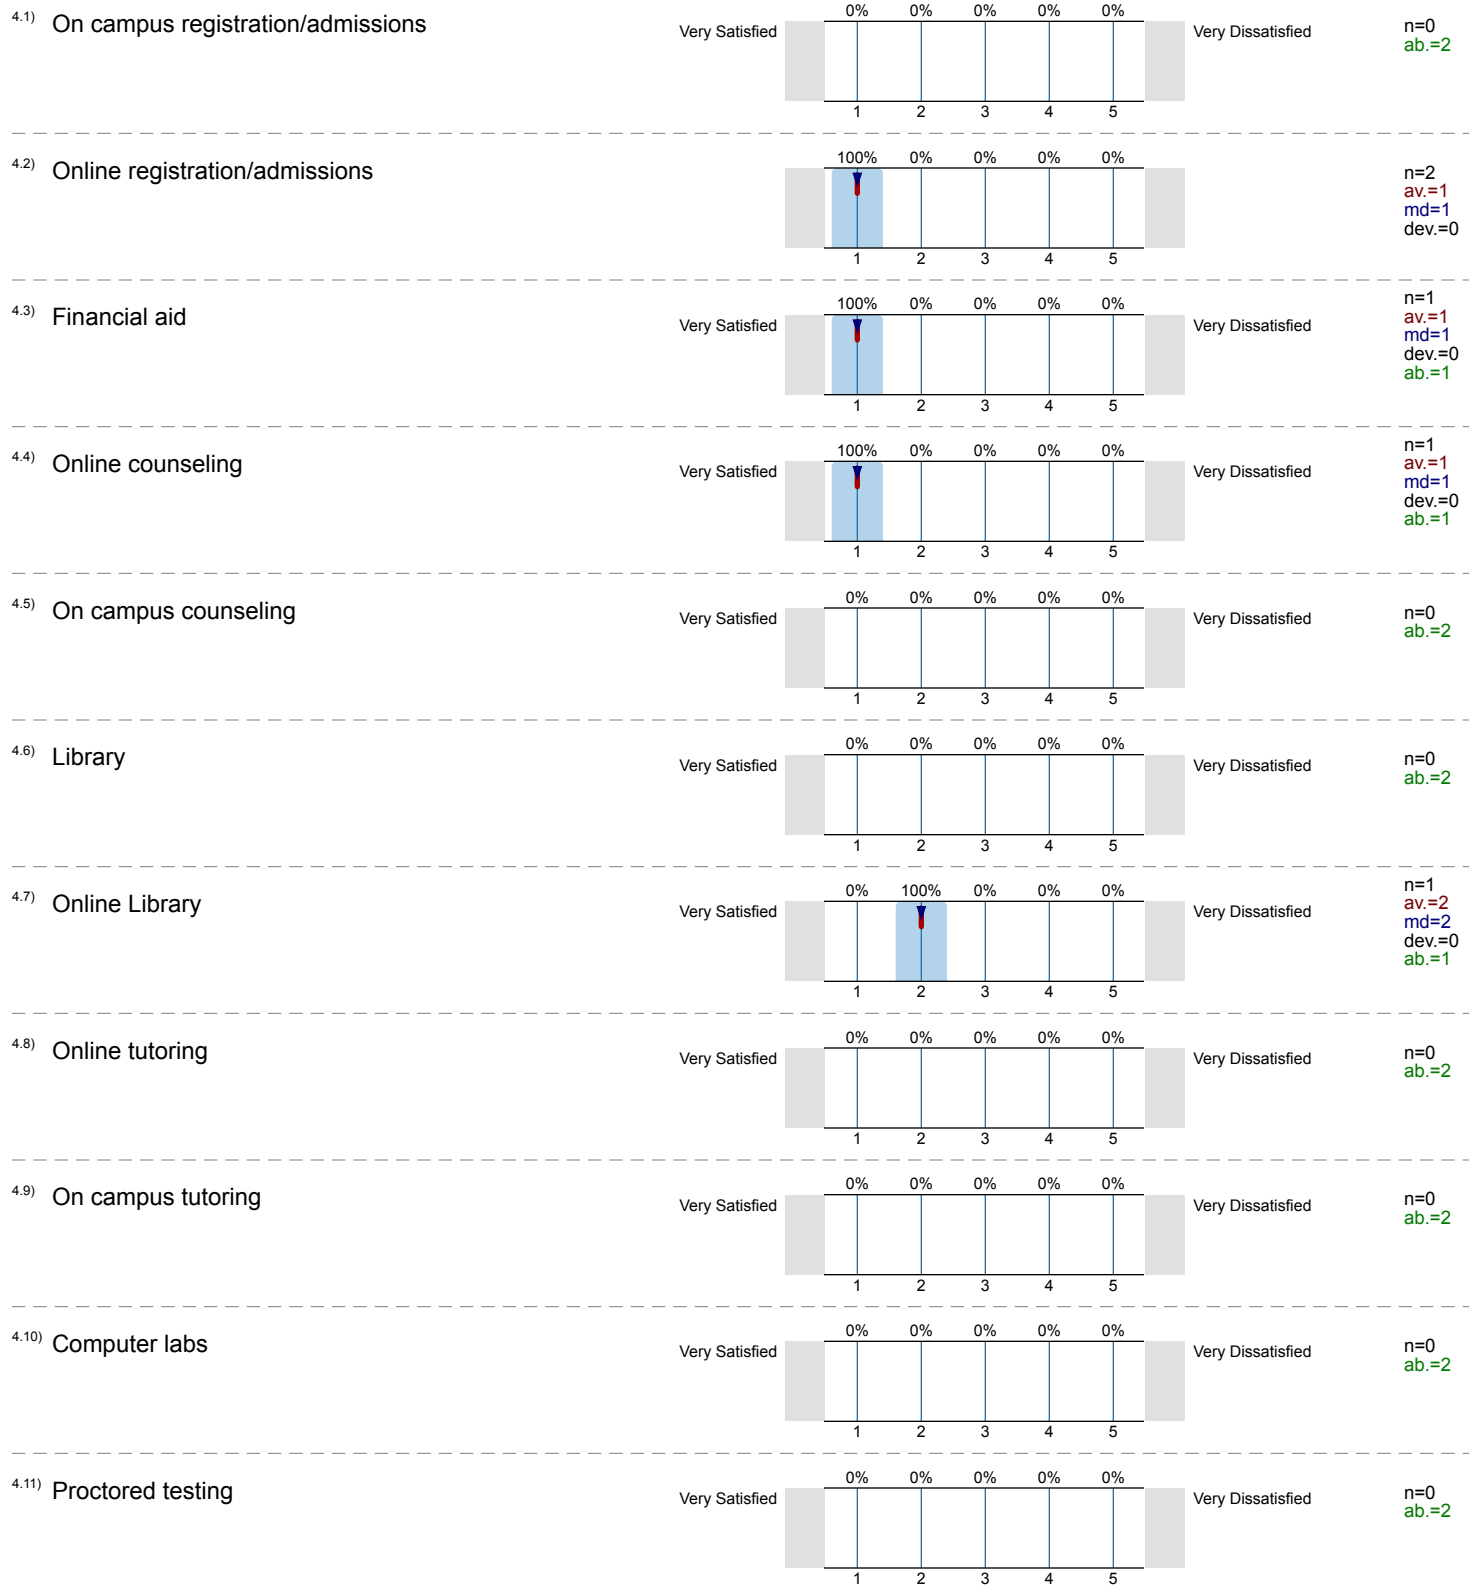 4.1) On campus registration/admissions
0% 0% 0% 0% 0%
Very Satisfied Very Dissatisfied
n=0
ab.=2
1 2 3 4 5
4.2) Online registration/admissions
100% 0% 0% 0% 0%
n=2
av.=1
md=1
dev.=0
1 2 3 4 5
4.3) Financial aid
100% 0% 0% 0% 0%
Very Satisfied Very Dissatisfied
n=1
av.=1
md=1
dev.=0
ab.=1
1 2 3 4 5
4.4) Online counseling
100% 0% 0% 0% 0%
Very Satisfied Very Dissatisfied
n=1
av.=1
md=1
dev.=0
ab.=1
1 2 3 4 5
4.5) On campus counseling
0% 0% 0% 0% 0%
Very Satisfied Very Dissatisfied
n=0
ab.=2
1 2 3 4 5
4.6) Library
0% 0% 0% 0% 0%
Very Satisfied Very Dissatisfied
n=0
ab.=2
1 2 3 4 5
4.7) Online Library
0% 100% 0% 0% 0%
Very Satisfied Very Dissatisfied
n=1
av.=2
md=2
dev.=0
ab.=1
1 2 3 4 5
4.8) Online tutoring
0% 0% 0% 0% 0%
Very Satisfied Very Dissatisfied
n=0
ab.=2
1 2 3 4 5
4.9) On campus tutoring
0% 0% 0% 0% 0%
Very Satisfied Very Dissatisfied
n=0
ab.=2
1 2 3 4 5
4.10) Computer labs
0% 0% 0% 0% 0%
Very Satisfied Very Dissatisfied
n=0
ab.=2
1 2 3 4 5
4.11) Proctored testing
0% 0% 0% 0% 0%
Very Satisfied Very Dissatisfied
n=0
ab.=2
1 2 3 4 5